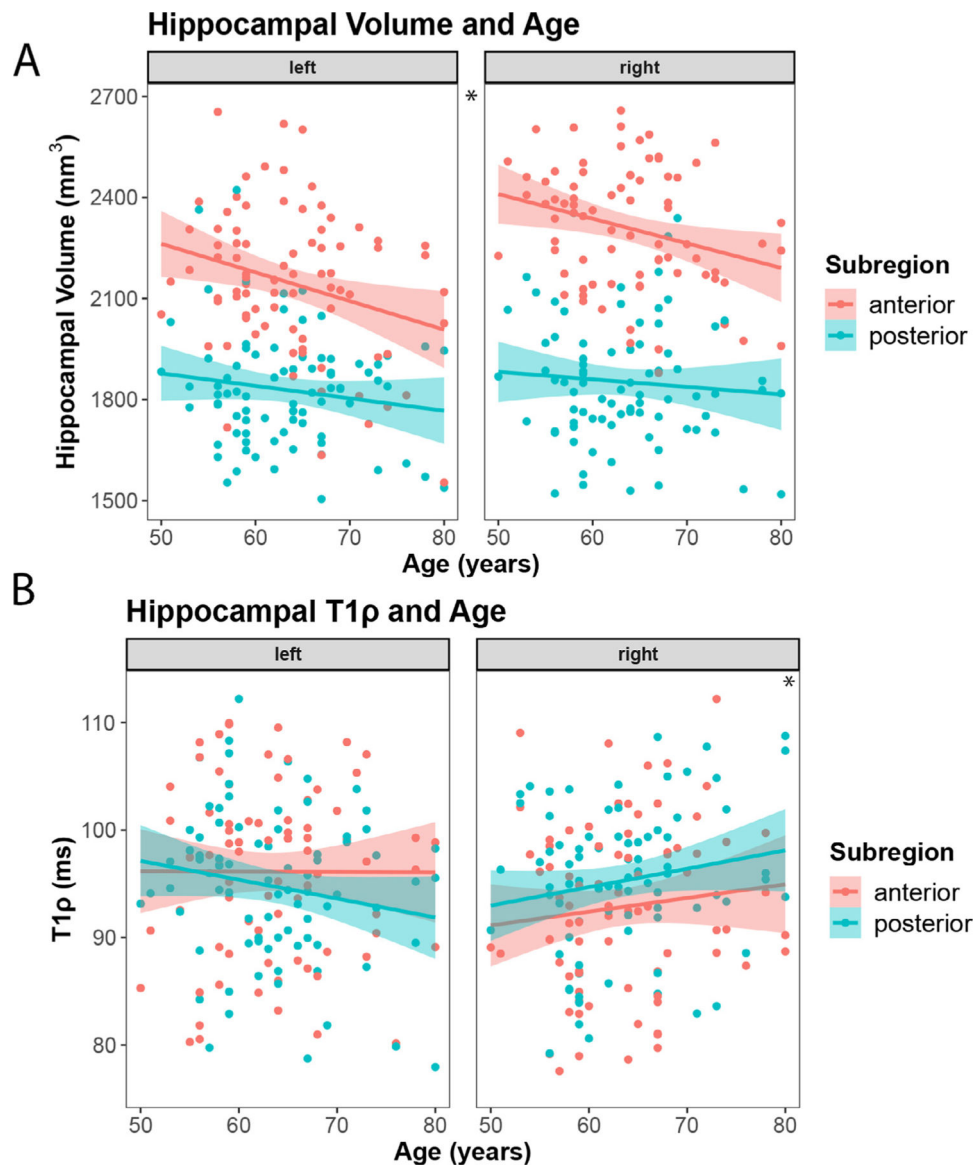 Hippocampal Volume and Age
A
left
right
*
2700
2400
2100
1800
1500
Hippocampal Volume (mm³)
50 60 70 80
50 60 70 80
Age (years)
Subregion
anterior
posterior
B
Hippocampal T1ρ and Age
left
right
*
110
100
90
80
T1ρ (ms)
50 60 70 80
50 60 70 80
Age (years)
Subregion
anterior
posterior